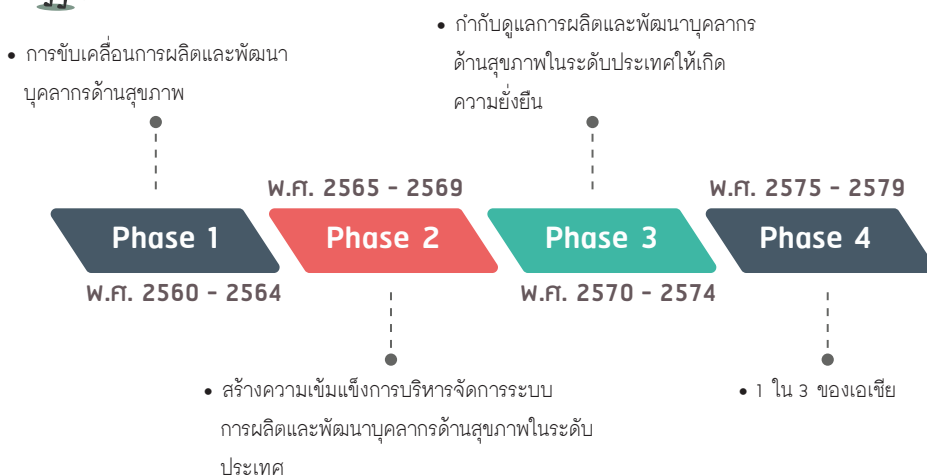 • การขับเคลื่อนการผลิตและพัฒนา
บุคลากรด้านสุขภาพ
• กำกับดูแลการผลิตและพัฒนาบุคลากร
ด้านสุขภาพในระดับประเทศให้เกิด
ความยั่งยืน
พ.ศ. 2565 - 2569
พ.ศ. 2575 - 2579
Phase 1
Phase 2
Phase 3
Phase 4
พ.ศ. 2560 - 2564
พ.ศ. 2570 - 2574
• สร้างความเข้มแข็งการบริหารจัดการระบบ
การผลิตและพัฒนาบุคลากรด้านสุขภาพในระดับ
ประเทศ
• 1 ใน 3 ของเอเชีย